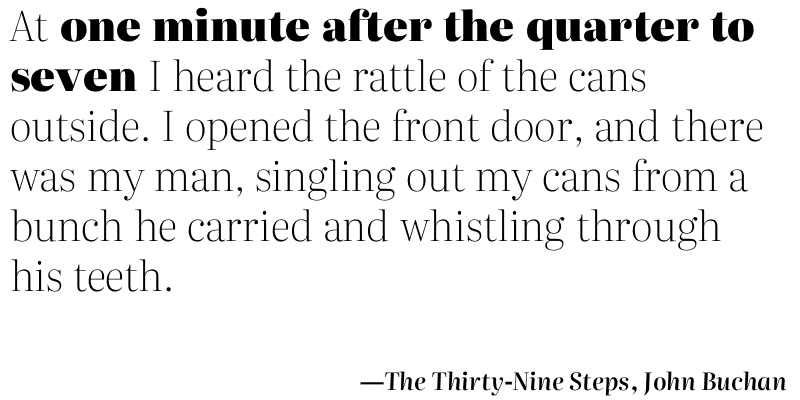 At one minute after the quarter to
seven I heard the rattle of the cans
outside. I opened the front door, and there
was my man, singling out my cans from a
bunch he carried and whistling through
his teeth.
—The Thirty-Nine Steps, John Buchan